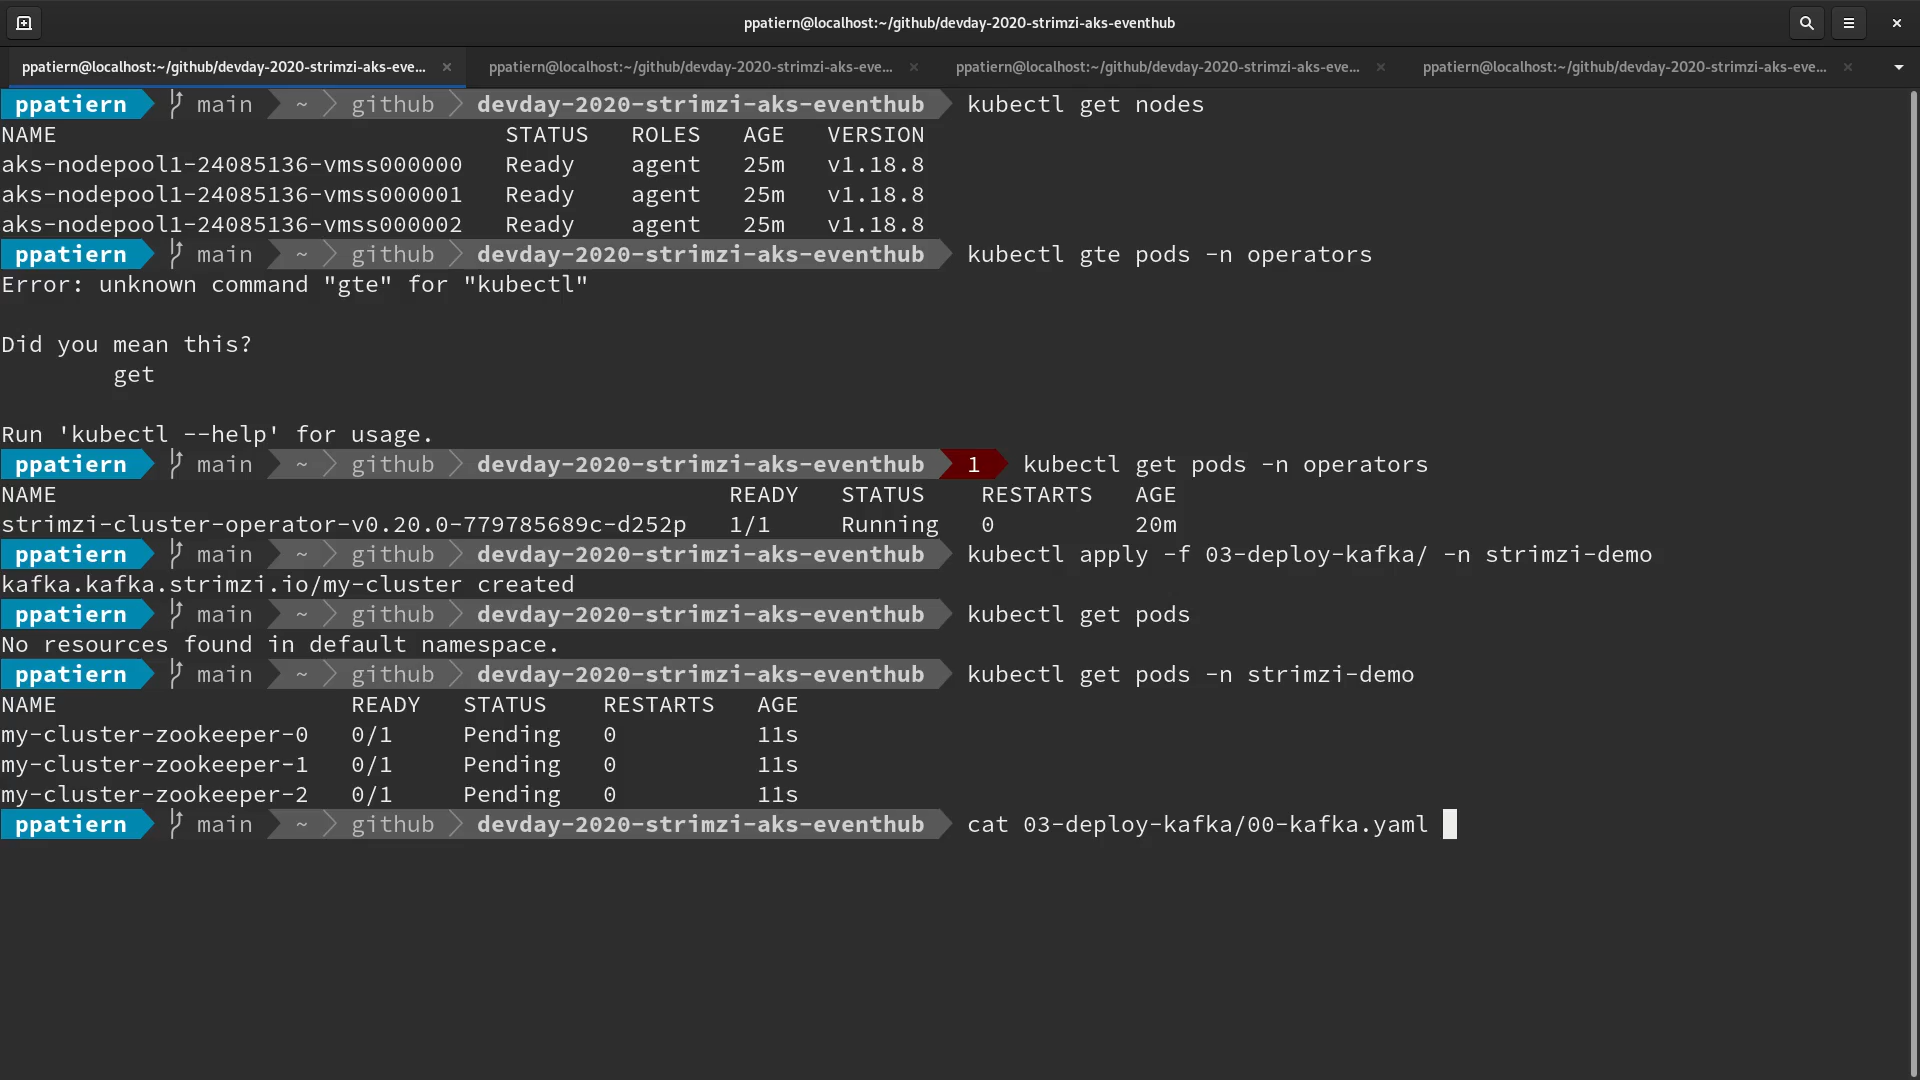 ppatiern@localhost:~/github/devday-2020-strimzi-aks-eventhub
ppatiern@localhost:~/github/devday-2020-strimzi-aks-eve... ppatiern@localhost:~/github/devday-2020-strimzi-aks-eve... ppatiern@localhost:~/github/devday-2020-strimzi-aks-eve... ppatiern@localhost:~/github/devday-2020-strimzi-aks-eve...
ppatiern main ~ github devday-2020-strimzi-aks-eventhub kubectl get nodes
NAME STATUS ROLES AGE VERSION
aks-nodepool1-24085136-vmss000000 Ready agent 25m v1.18.8
aks-nodepool1-24085136-vmss000001 Ready agent 25m v1.18.8
aks-nodepool1-24085136-vmss000002 Ready agent 25m v1.18.8
ppatiern main ~ github devday-2020-strimzi-aks-eventhub kubectl gte pods -n operators
Error: unknown command "gte" for "kubectl"
Did you mean this?
get
Run 'kubectl --help' for usage.
ppatiern main ~ github devday-2020-strimzi-aks-eventhub 1 kubectl get pods -n operators
NAME READY STATUS RESTARTS AGE
strimzi-cluster-operator-v0.20.0-779785689c-d252p 1/1 Running 0 20m
ppatiern main ~ github devday-2020-strimzi-aks-eventhub kubectl apply -f 03-deploy-kafka/ -n strimzi-demo
kafka.kafka.strimzi.io/my-cluster created
ppatiern main ~ github devday-2020-strimzi-aks-eventhub kubectl get pods
No resources found in default namespace.
ppatiern main ~ github devday-2020-strimzi-aks-eventhub kubectl get pods -n strimzi-demo
NAME READY STATUS RESTARTS AGE
my-cluster-zookeeper-0 0/1 Pending 0 11s
my-cluster-zookeeper-1 0/1 Pending 0 11s
my-cluster-zookeeper-2 0/1 Pending 0 11s
ppatiern main ~ github devday-2020-strimzi-aks-eventhub cat 03-deploy-kafka/00-kafka.yaml